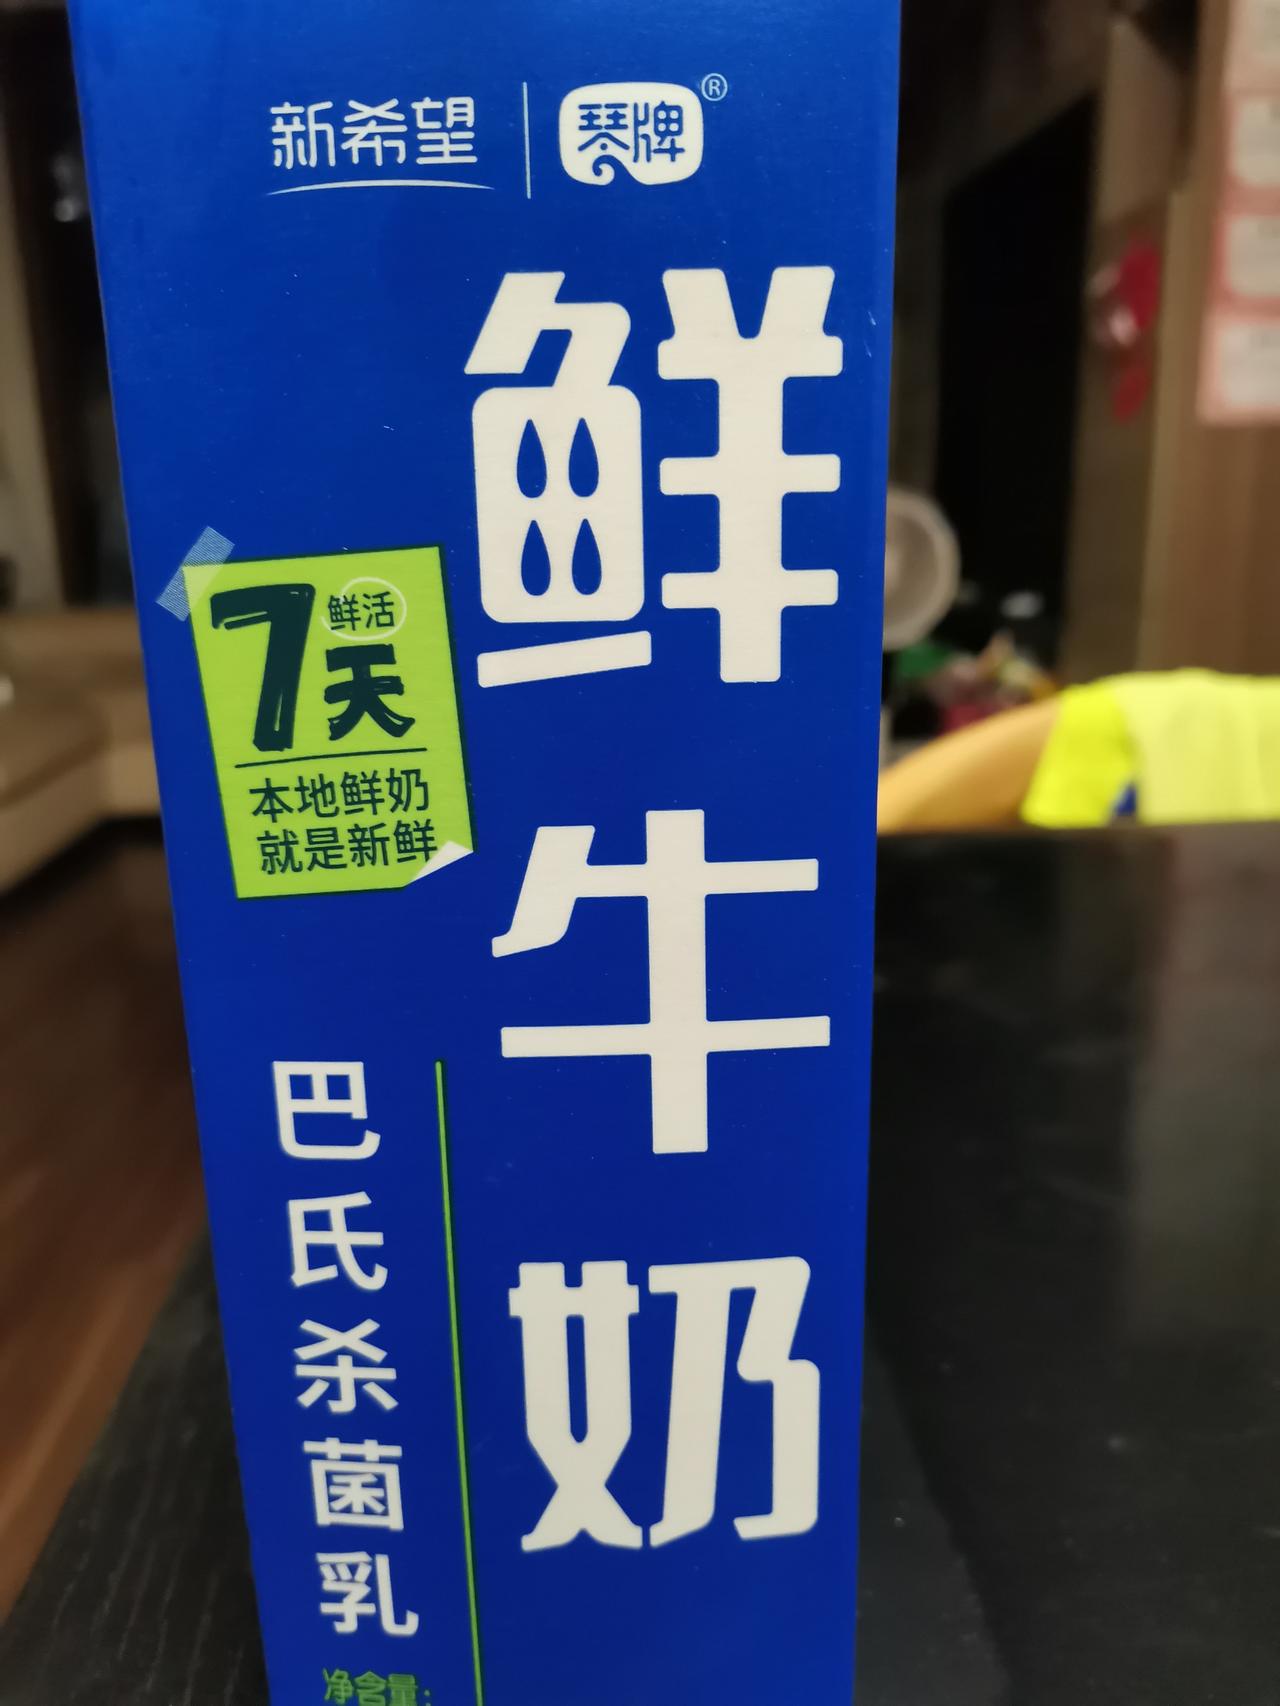 新希望 琴牌®
鲜牛奶
7天鲜活
本地鲜奶
就是新鲜
巴氏杀菌乳
净含量: